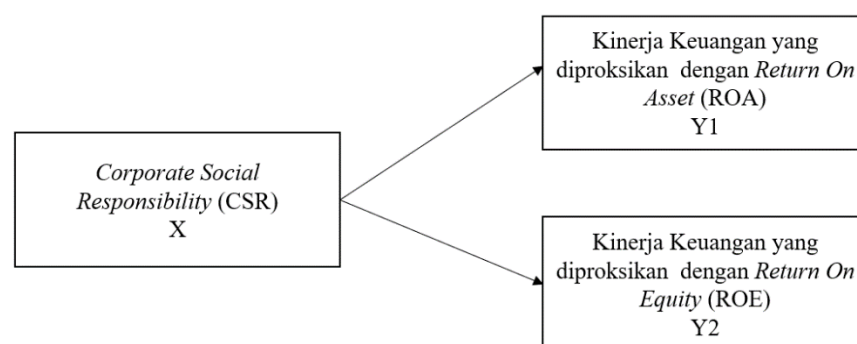 Corporate Social
Responsibility (CSR)
X
Kinerja Keuangan yang
diproksikan dengan Return On
Asset (ROA)
Y1
Kinerja Keuangan yang
diproksikan dengan Return On
Equity (ROE)
Y2